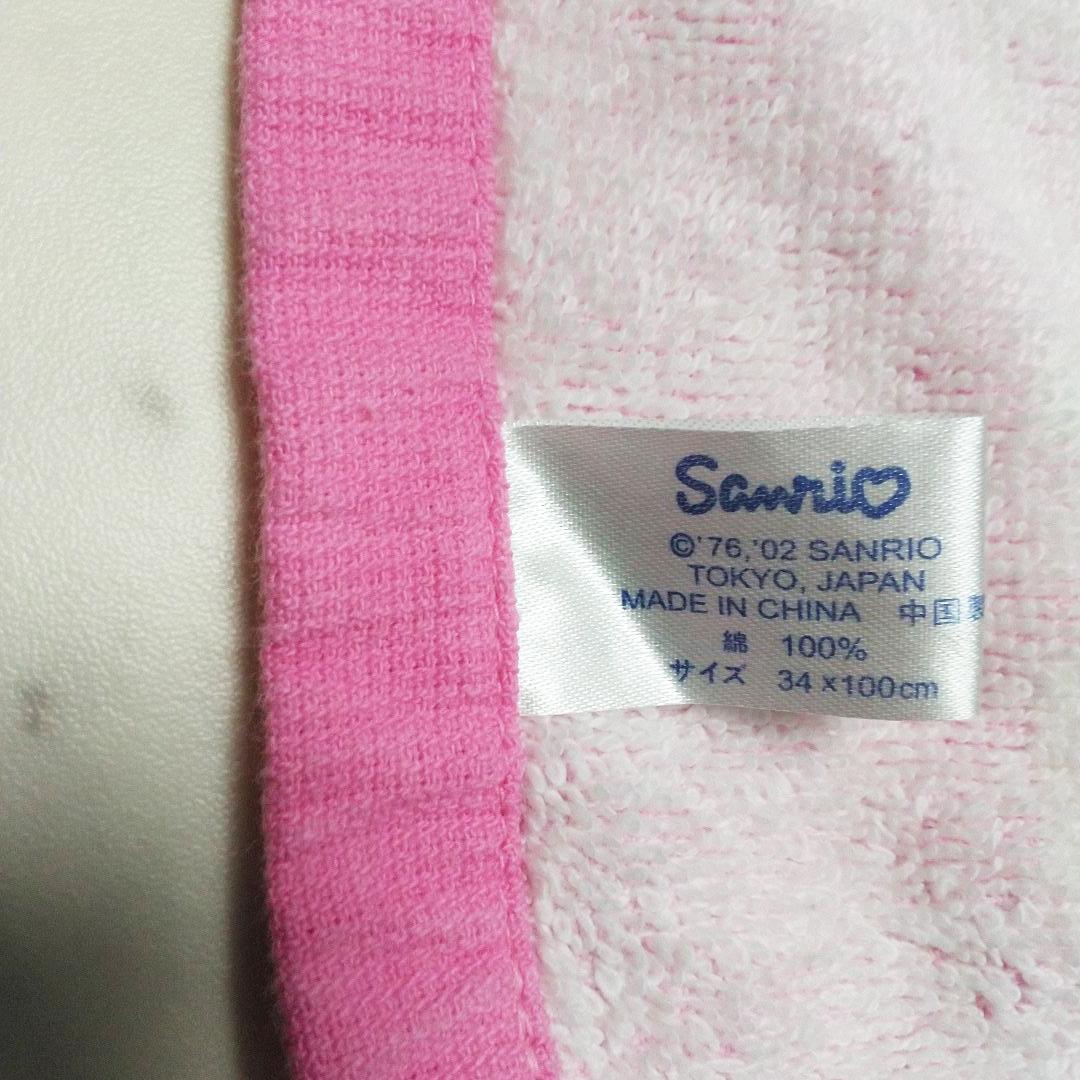 Sanrio
©'76,'02 SANRIO
TOKYO, JAPAN
MADE IN CHINA 中国
綿 100%
サイズ 34×100cm